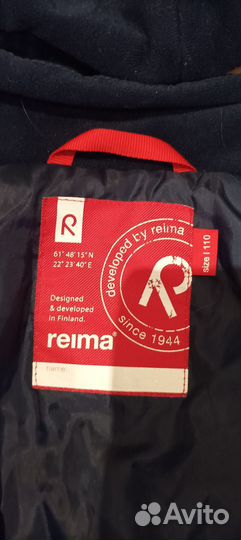 R
61° 48' 15" N
22° 23' 40" E
Designed
& developed
in Finland.
reima®
name:
developed by reima
R
since 1944
size | 110
Avito